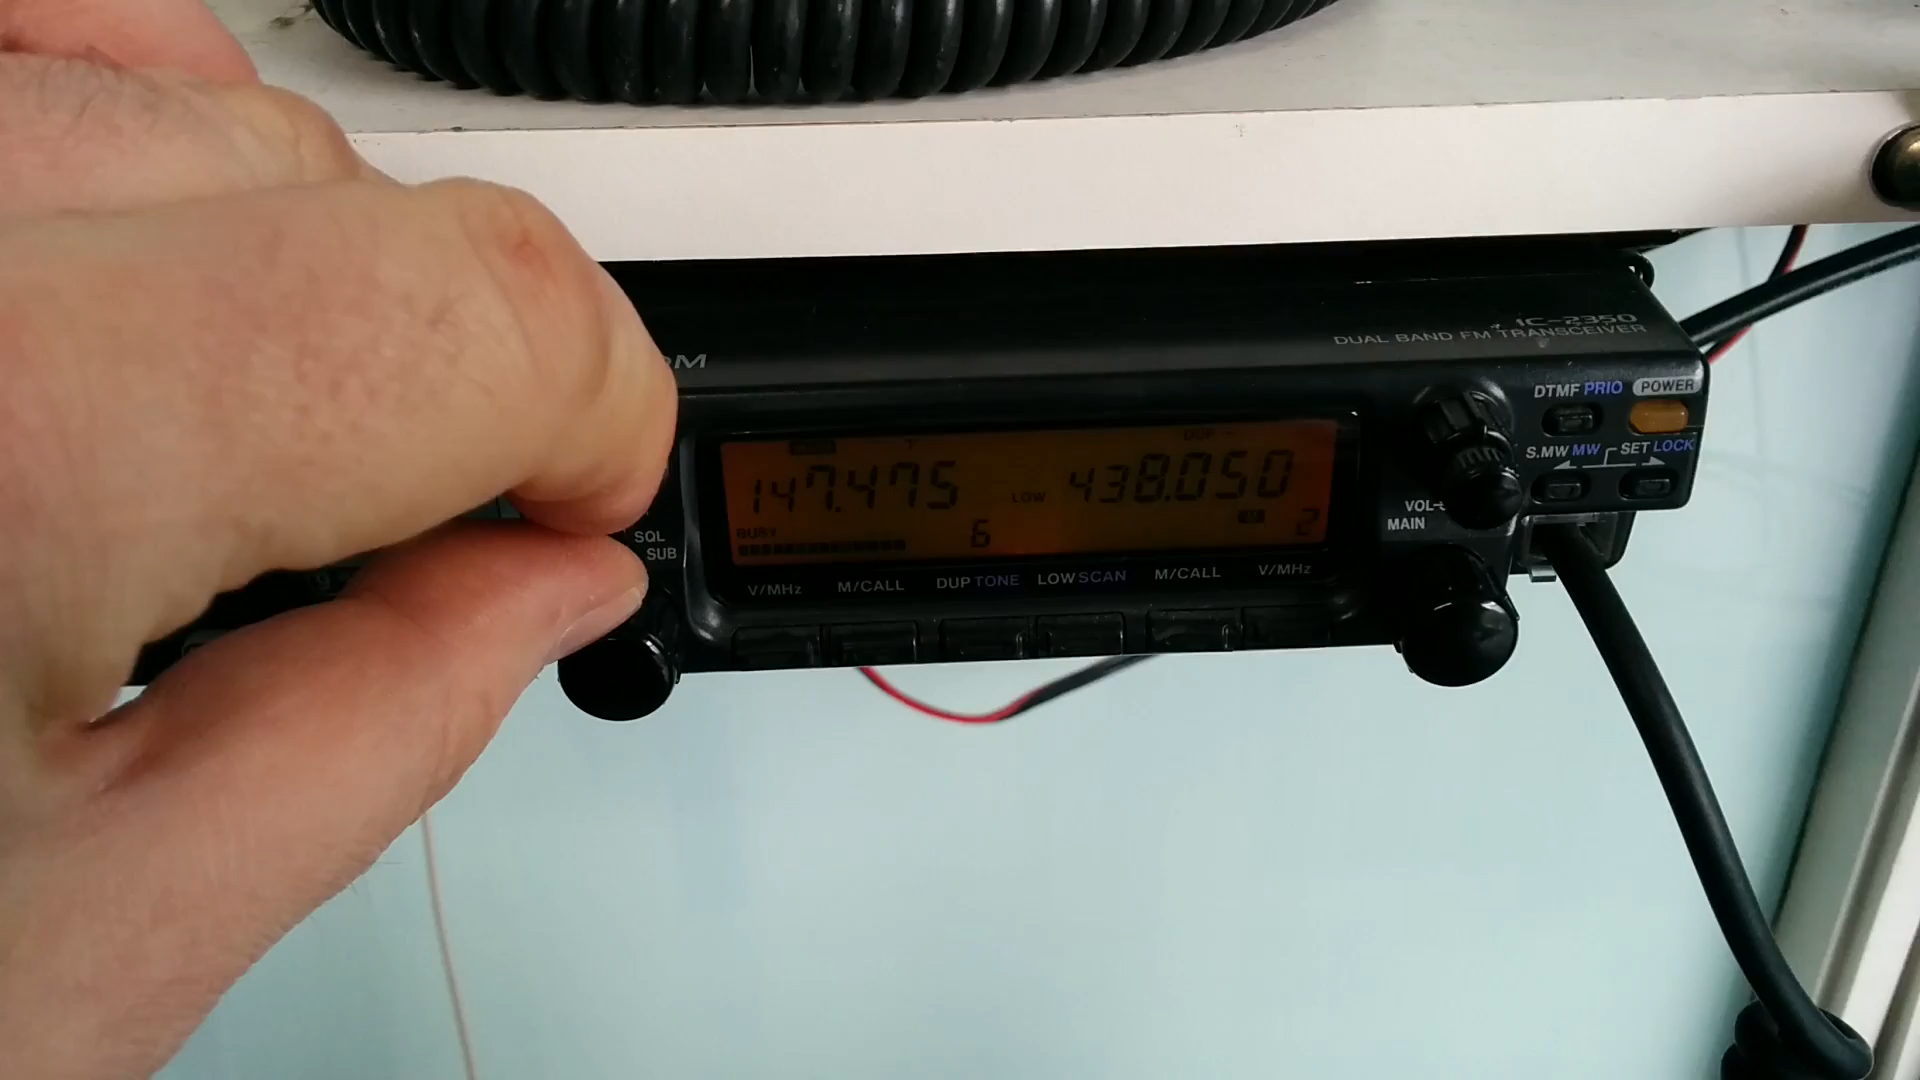 IC-2350
DUAL BAND FM TRANSCEIVER
DTMF PRIO POWER
S.MW MW SET LOCK
147.475 LOW 438.050
BUSY 6 2
SQL
SUB
VOL-
MAIN
V/MHz M/CALL DUP TONE LOW SCAN M/CALL V/MHz